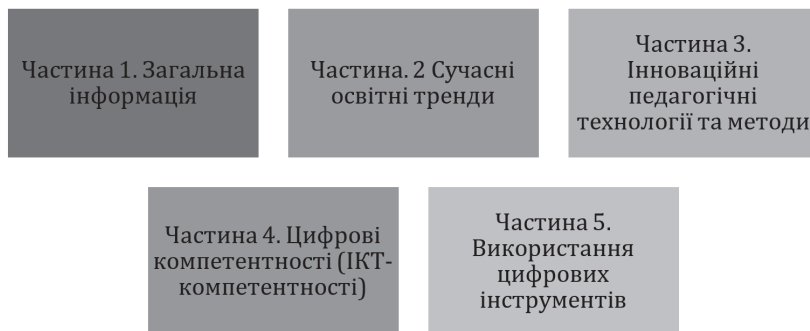 Частина 1. Загальна
інформація
Частина. 2 Сучасні
освітні тренди
Частина 3.
Інноваційні
педагогічні
технології та методи
Частина 4. Цифрові
компетентності (ІКТ-
компетентності)
Частина 5.
Використання
цифрових
інструментів